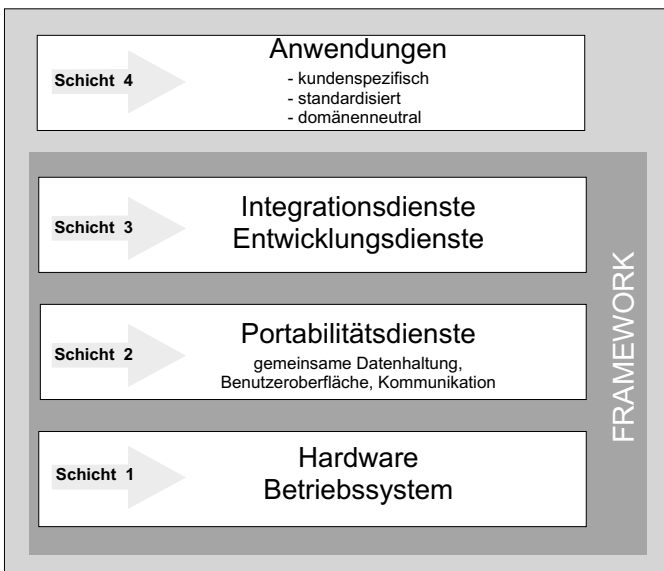 Schicht 4
Anwendungen
- kundenspezifisch
- standardisiert
- domänenneutral
Schicht 3
Integrationsdienste
Entwicklungsdienste
Schicht 2
Portabilitätsdienste
gemeinsame Datenhaltung,
Benutzeroberfläche, Kommunikation
Schicht 1
Hardware
Betriebssystem
FRAMEWORK